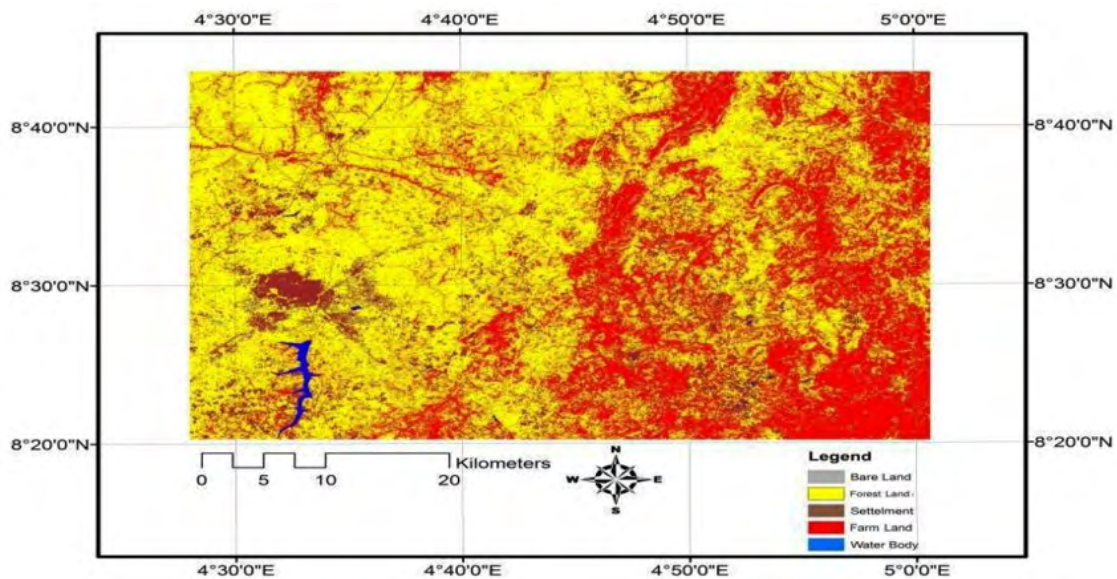 4°30'0"E 4°40'0"E 4°50'0"E 5°0'0"E
8°40'0"N 8°40'0"N
8°30'0"N 8°30'0"N
8°20'0"N 8°20'0"N
Kilometers
0 5 10 20
N
W E
S
Legend
Bare Land
Forest Land
Settelment
Farm Land
Water Body
4°30'0"E 4°40'0"E 4°50'0"E 5°0'0"E